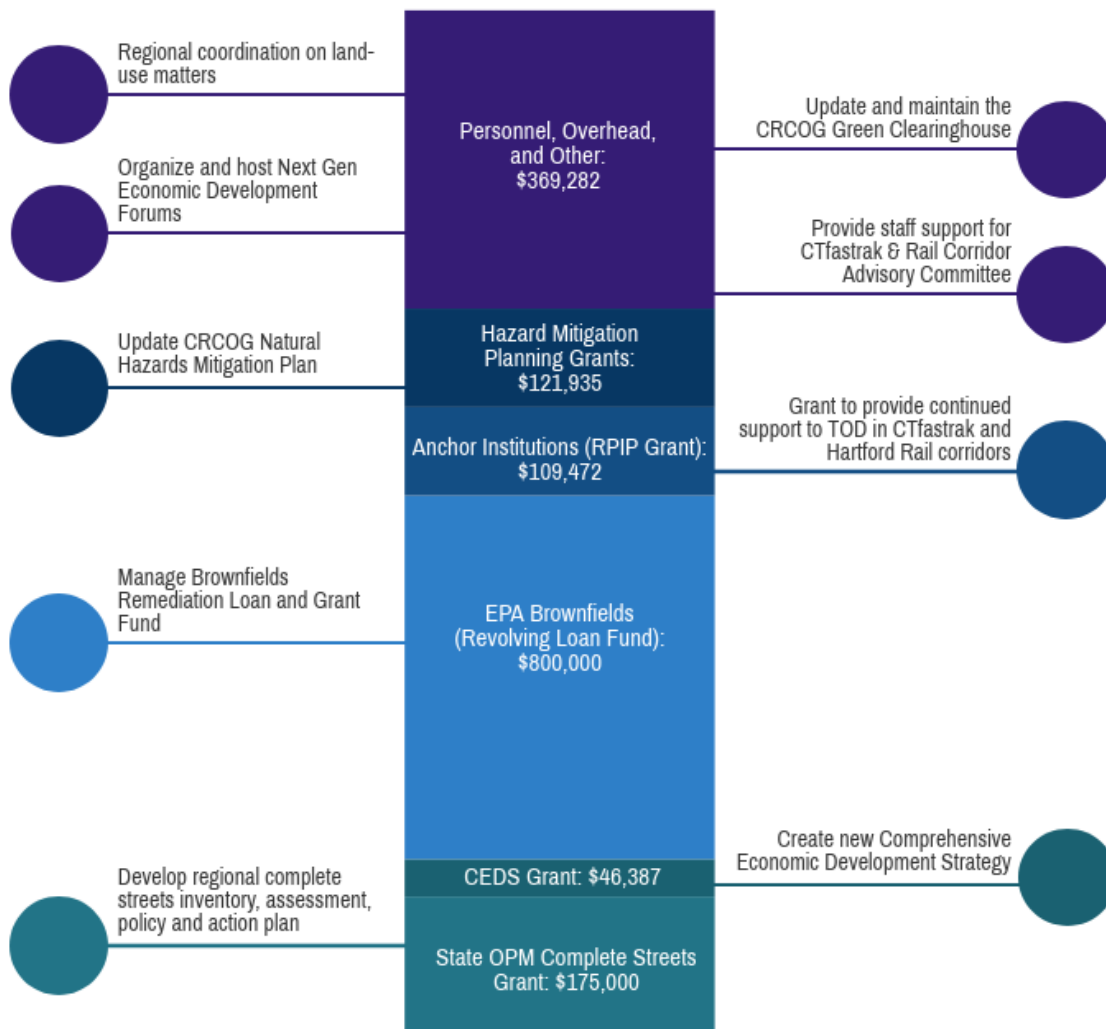 Regional coordination on land-
use matters
Organize and host Next Gen
Economic Development
Forums
Update CRCOG Natural
Hazards Mitigation Plan
Manage Brownfields
Remediation Loan and Grant
Fund
Develop regional complete
streets inventory, assessment,
policy and action plan
Personnel, Overhead,
and Other:
$369,282
Hazard Mitigation
Planning Grants:
$121,935
Anchor Institutions (RPIP Grant):
$109,472
EPA Brownfields
(Revolving Loan Fund):
$800,000
CEDS Grant: $46,387
State OPM Complete Streets
Grant: $175,000
Update and maintain the
CRCOG Green Clearinghouse
Provide staff support for
CTfastrak & Rail Corridor
Advisory Committee
Grant to provide continued
support to TOD in CTfastrak and
Hartford Rail corridors
Create new Comprehensive
Economic Development Strategy